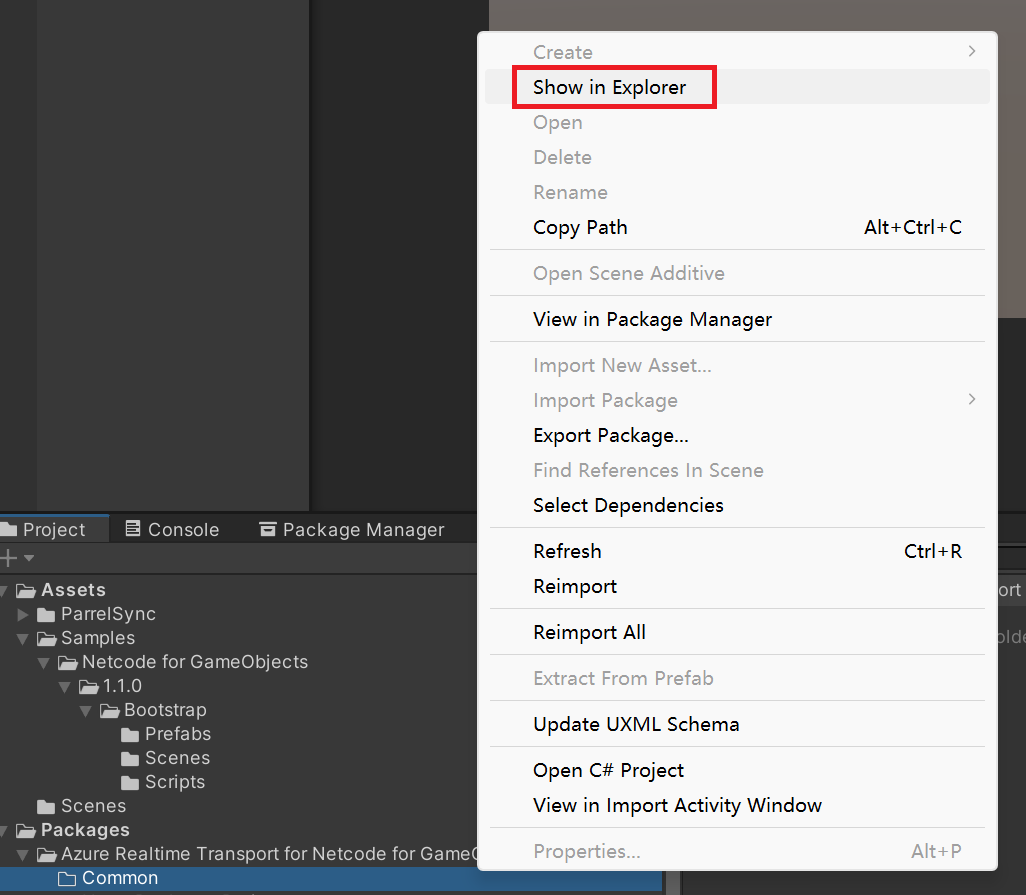 Create
Show in Explorer
Open
Delete
Rename
Copy Path Alt+Ctrl+C
Open Scene Additive
View in Package Manager
Import New Asset...
Import Package
Export Package...
Find References In Scene
Select Dependencies
Refresh Ctrl+R
Reimport
Reimport All
Extract From Prefab
Update UXML Schema
Open C# Project
View in Import Activity Window
Properties... Alt+P
Project Console Package Manager
Assets
ParrelSync
Samples
Netcode for GameObjects
1.1.0
Bootstrap
Prefabs
Scenes
Scripts
Scenes
Packages
Azure Realtime Transport for Netcode for
Common